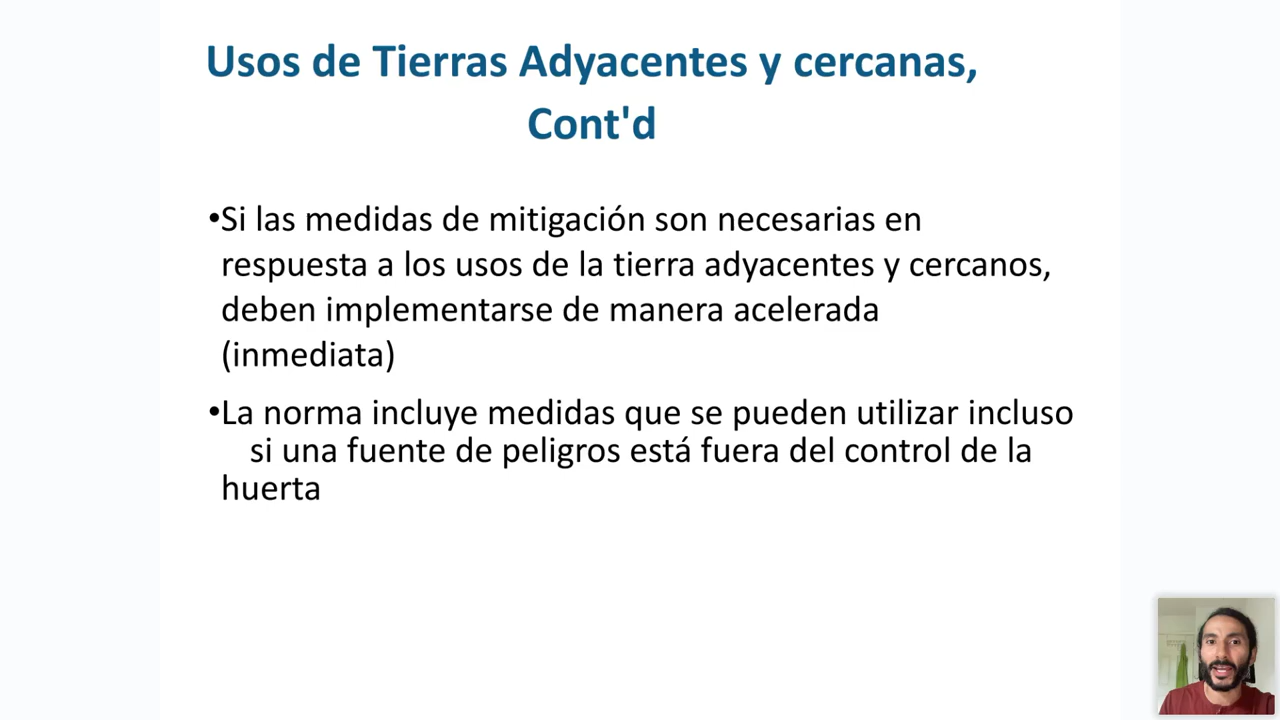 Usos de Tierras Adyacentes y cercanas,
Cont'd
•Si las medidas de mitigación son necesarias en
respuesta a los usos de la tierra adyacentes y cercanos,
deben implementarse de manera acelerada
(inmediata)
•La norma incluye medidas que se pueden utilizar incluso
si una fuente de peligros está fuera del control de la
huerta